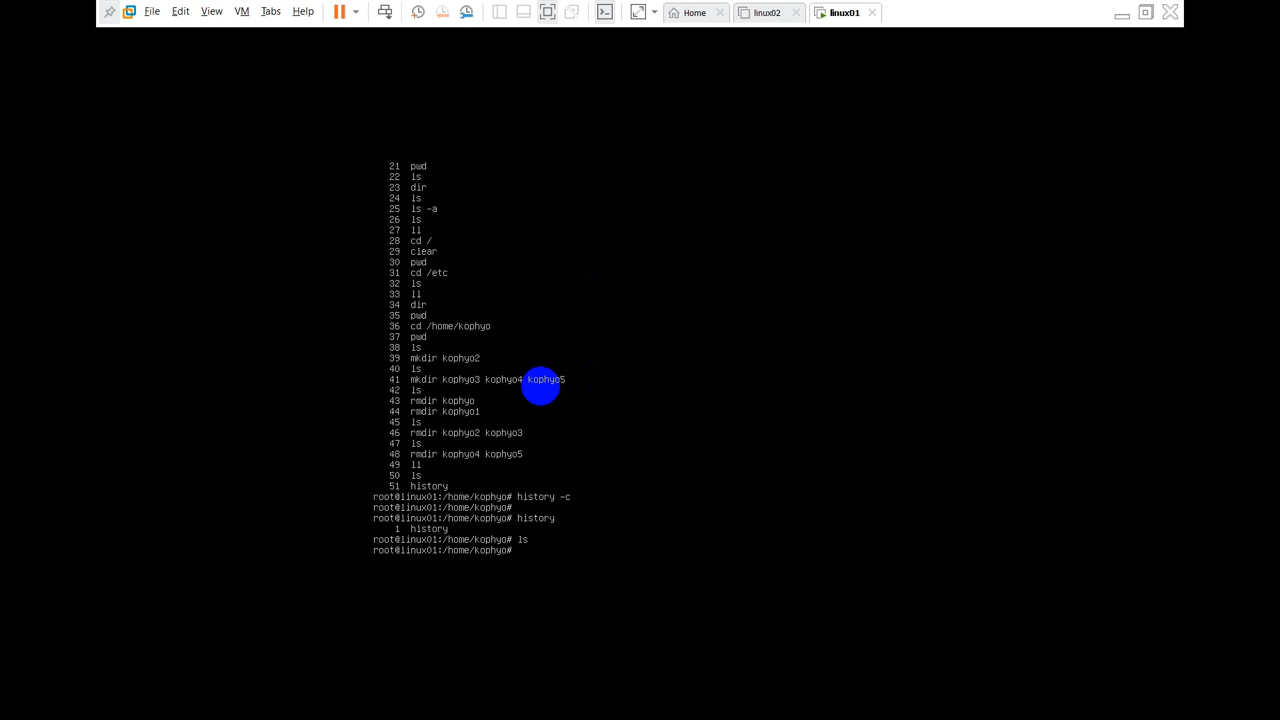 File Edit View VM Tabs Help Home linux02 linux01
21 pwd
22 ls
23 dir
24 ls
25 ls -a
26 ls
27 ll
28 cd /
29 clear
30 pwd
31 cd /etc
32 ls
33 ll
34 dir
35 pwd
36 cd /home/kophyo
37 pwd
38 ls
39 mkdir kophyo2
40 ls
41 mkdir kophyo3 kophyo4 kophyo5
42 ls
43 rmdir kophyo
44 rmdir kophyo1
45 ls
46 rmdir kophyo2 kophyo3
47 ls
48 rmdir kophyo4 kophyo5
49 ll
50 ls
51 history
root@linux01:/home/kophyo# history -c
root@linux01:/home/kophyo#
root@linux01:/home/kophyo# history
1 history
root@linux01:/home/kophyo# ls
root@linux01:/home/kophyo#